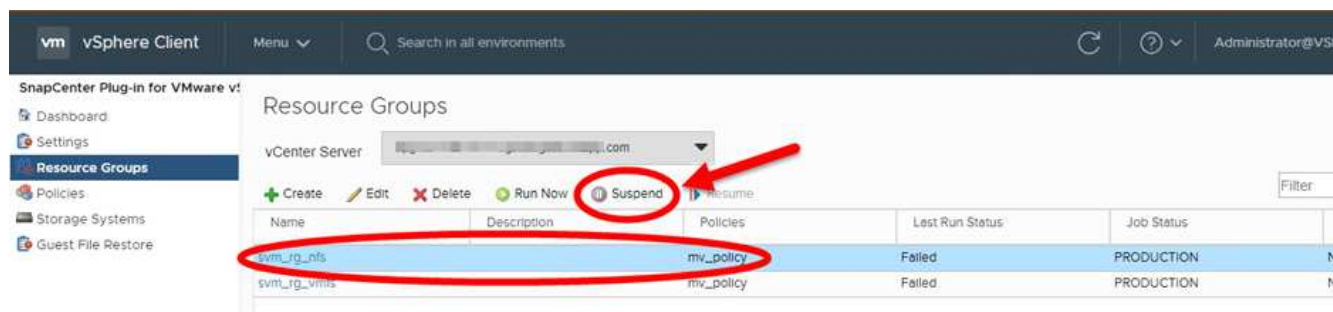 vm vSphere Client Menu Search in all environments Administrator@VS
SnapCenter Plug-in for VMware vS
Dashboard
Settings
Resource Groups
Policies
Storage Systems
Guest File Restore
Resource Groups
vCenter Server .com
Create Edit Delete Run Now Suspend Resume
Filter
Name Description Policies Last Run Status Job Status
svm_rg_nfs mv_policy Failed PRODUCTION N
svm_rg_vmfs mv_policy Failed PRODUCTION N